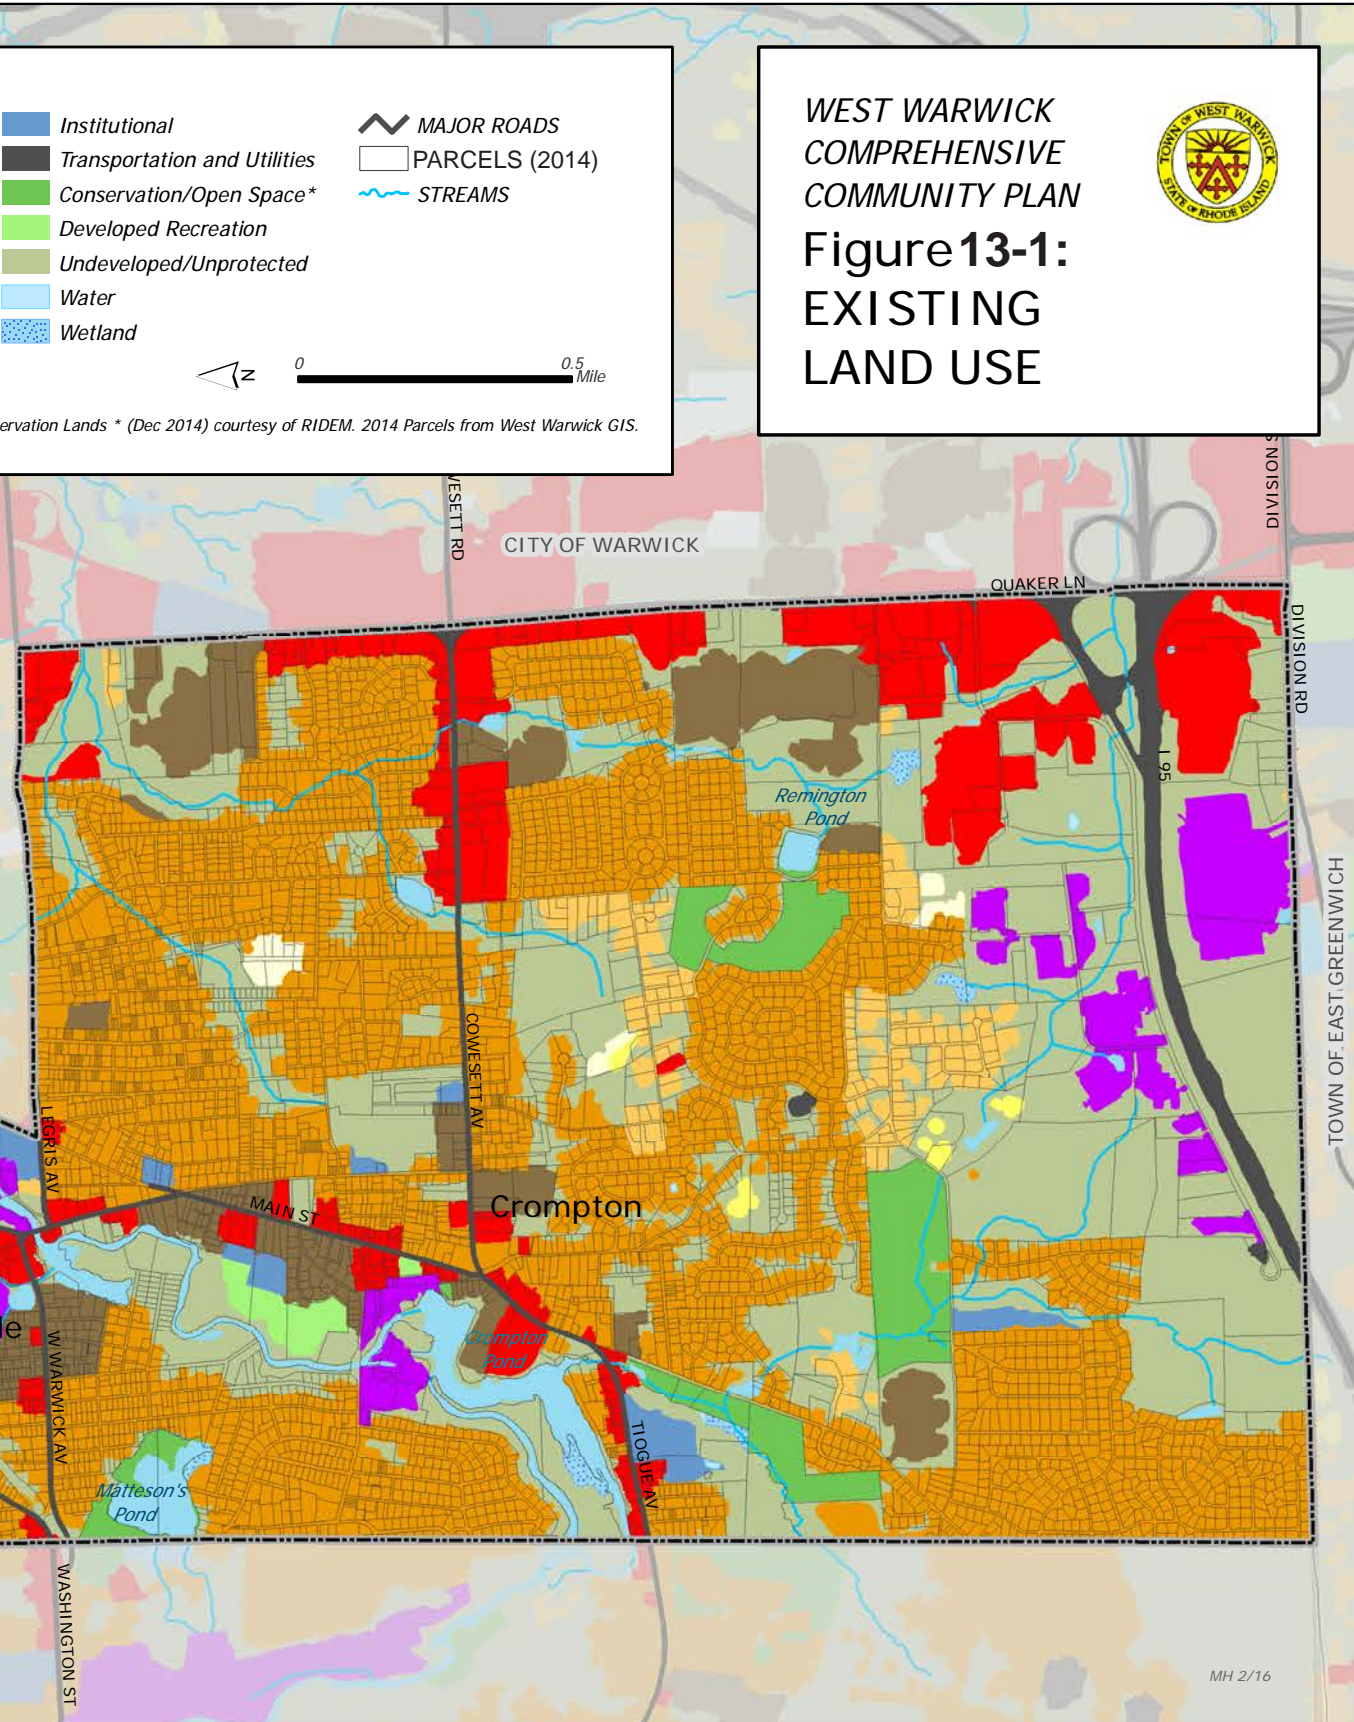 Institutional
Transportation and Utilities
Conservation/Open Space*
Developed Recreation
Undeveloped/Unprotected
Water
Wetland
MAJOR ROADS
PARCELS (2014)
STREAMS
N
0
0.5
Mile
ervation Lands * (Dec 2014) courtesy of RIDEM. 2014 Parcels from West Warwick GIS.
WEST WARWICK
COMPREHENSIVE
COMMUNITY PLAN
Figure 13-1:
EXISTING
LAND USE
TOWN OF WEST WARWICK
STATE OF RHODE ISLAND
WESETT RD
CITY OF WARWICK
DIVISION S
QUAKER LN
DIVISION RD
I 95
Remington
Pond
TOWN OF EAST GREENWICH
COWESETT AV
LEGRIS AV
MAIN ST
Crompton
le
W WARWICK AV
Crompton
Pond
TIOGUE AV
Matteson's
Pond
WASHINGTON ST
MH 2/16